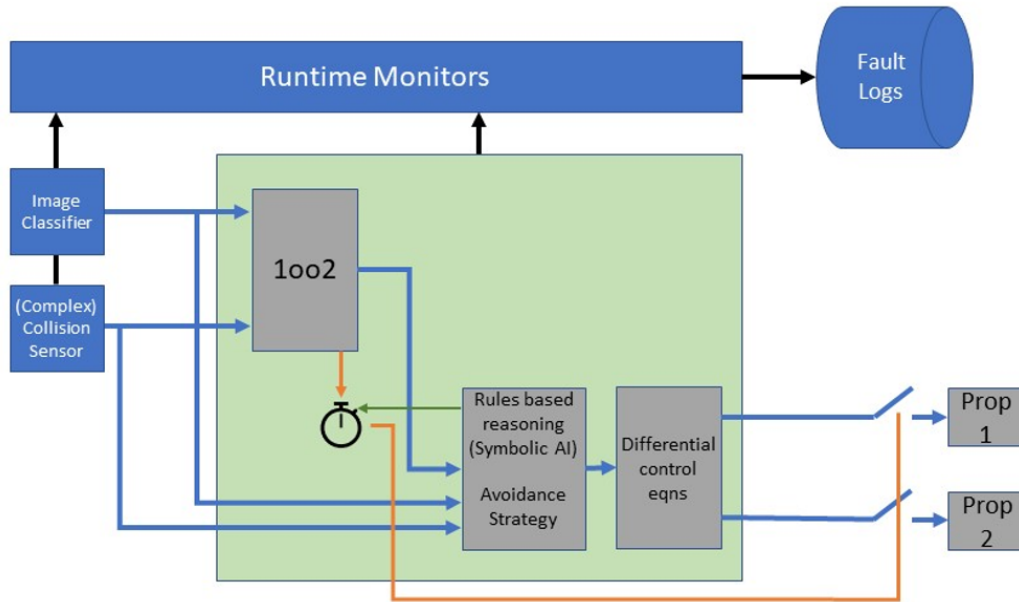 Runtime Monitors
Fault
Logs
Image
Classifier
(Complex)
Collision
Sensor
1oo2
Rules based
reasoning
(Symbolic AI)
Avoidance
Strategy
Differential
control
eqns
Prop
1
Prop
2